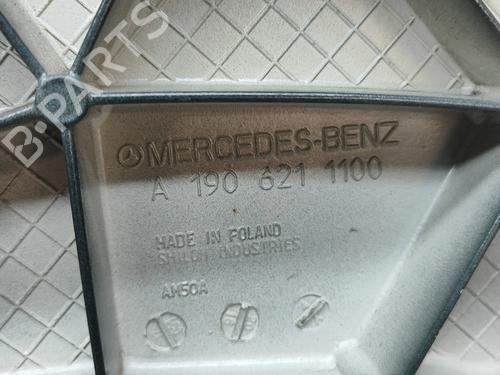 B-PARTS
MERCEDES-BENZ
A 190 621 1100
MADE IN POLAND
SHILOH INDUSTRIES
AM50A